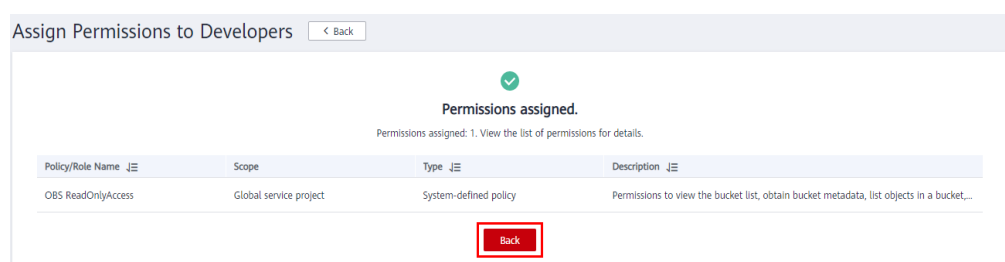 Assign Permissions to Developers < Back
Permissions assigned.
Permissions assigned: 1. View the list of permissions for details.
Policy/Role Name Scope Type Description
OBS ReadOnlyAccess Global service project System-defined policy Permissions to view the bucket list, obtain bucket metadata, list objects in a bucket,...
Back